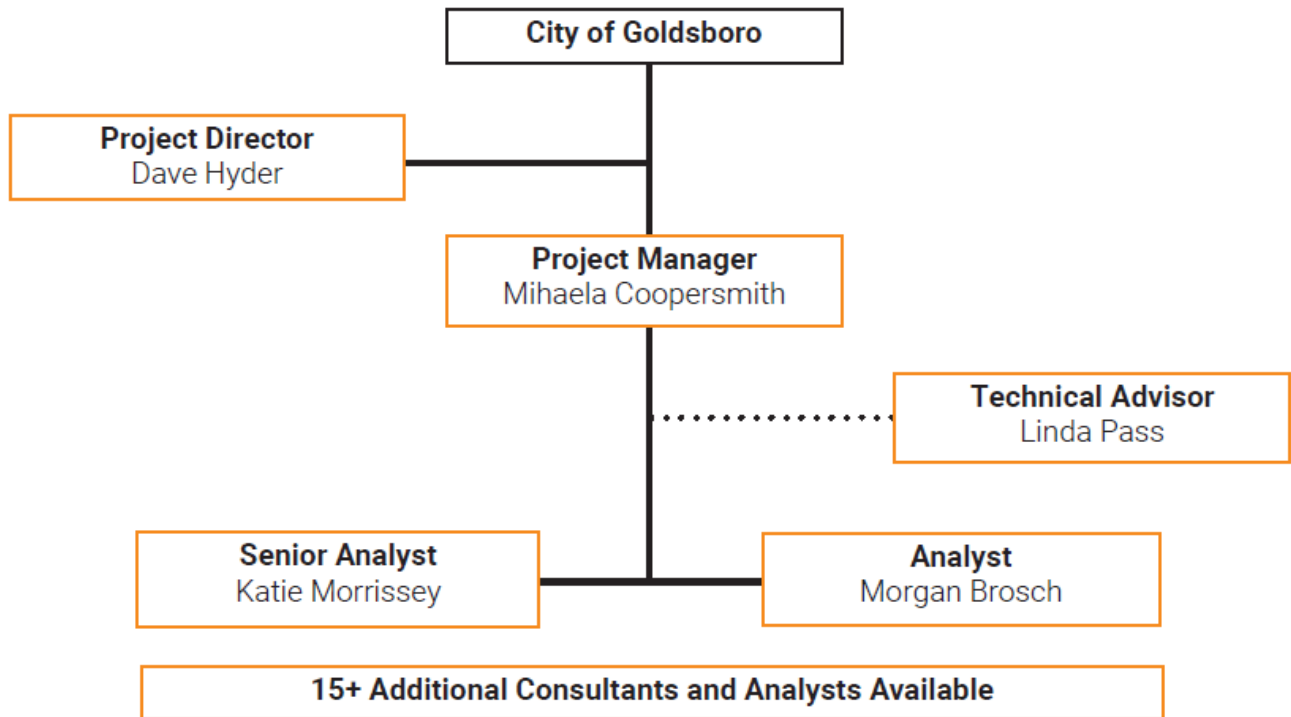 City of Goldsboro
Project Director
Dave Hyder
Project Manager
Mihaela Coopersmith
Technical Advisor
Linda Pass
Senior Analyst
Katie Morrissey
Analyst
Morgan Brosch
15+ Additional Consultants and Analysts Available